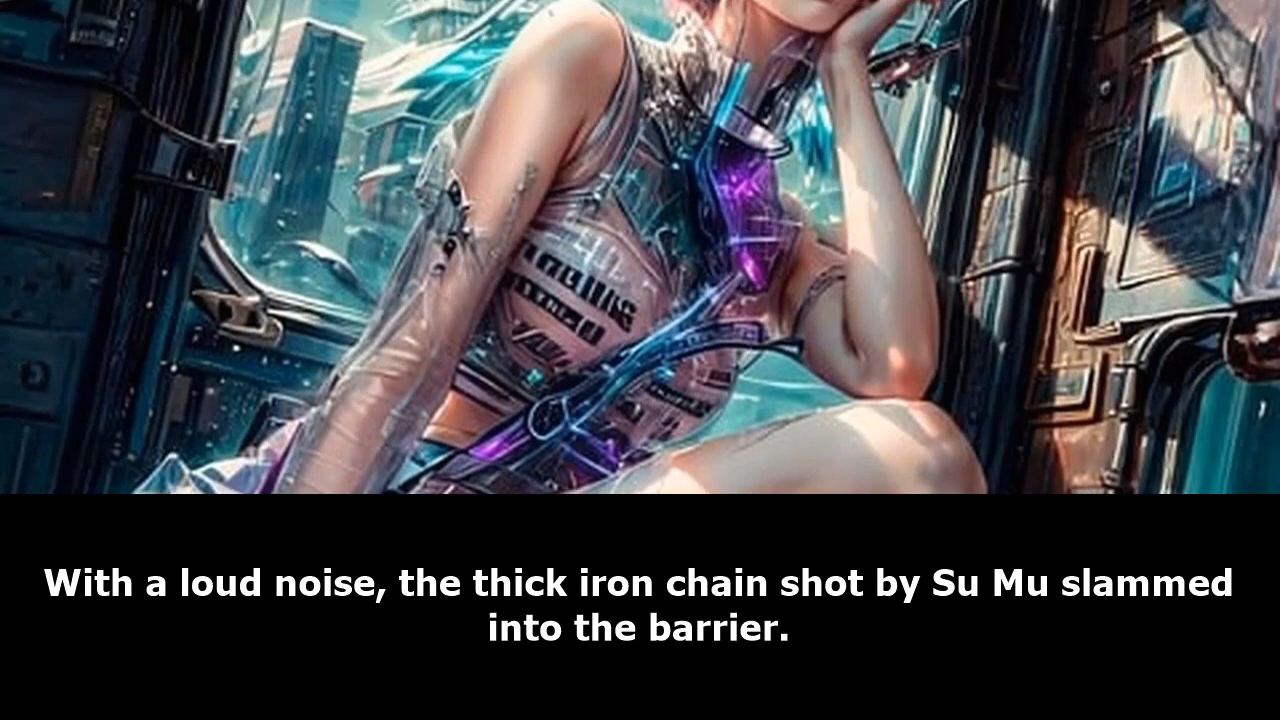 With a loud noise, the thick iron chain shot by Su Mu slammed
into the barrier.